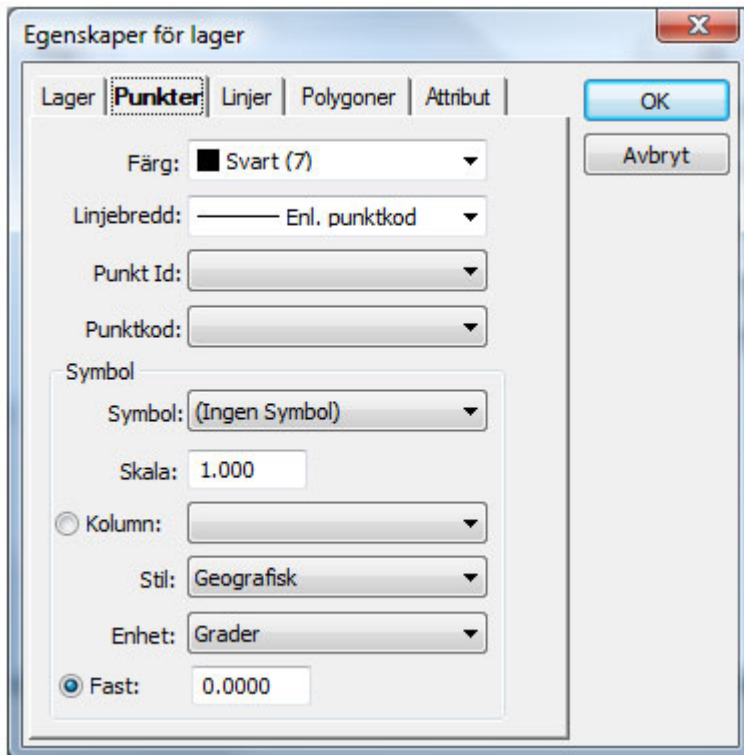 Egenskaper för lager
Lager Punkter Linjer Polygoner Attribut
OK
Avbryt
Färg: Svart (7)
Linjebredd: Enl. punktkod
Punkt Id:
Punktkod:
Symbol
Symbol: (Ingen Symbol)
Skala: 1.000
Kolumn:
Stil: Geografisk
Enhet: Grader
Fast: 0.0000